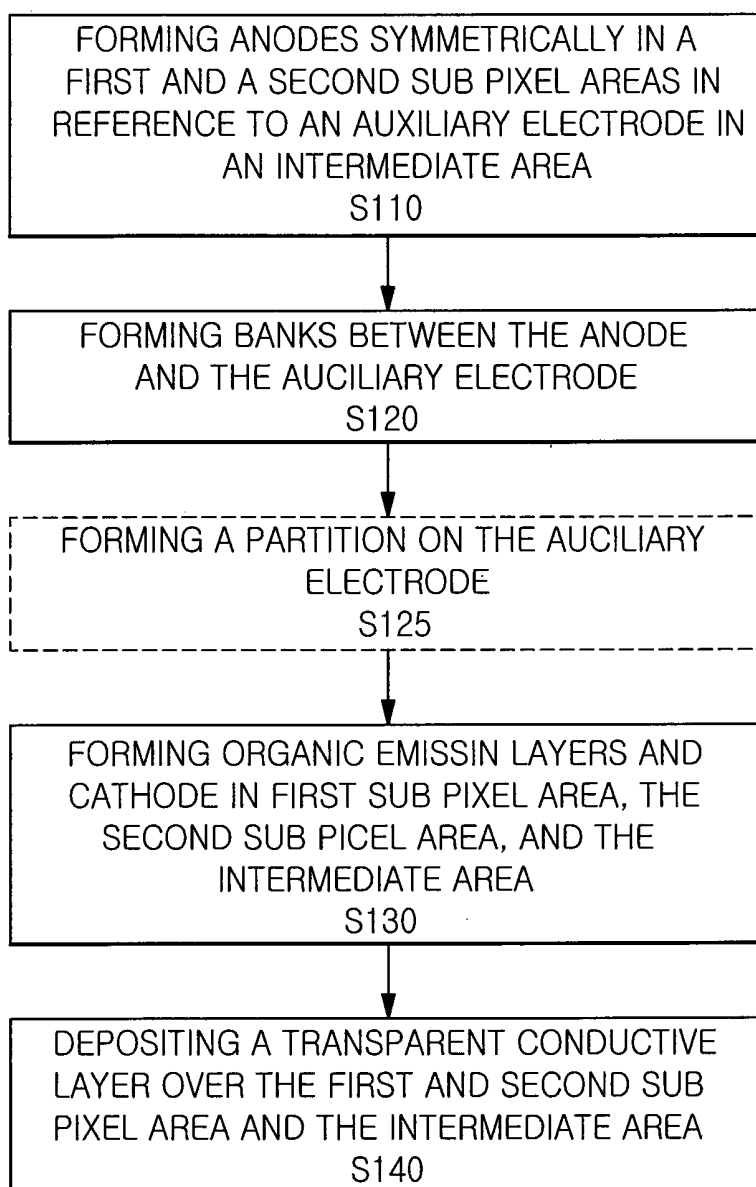 FORMING ANODES SYMMETRICALLY IN A
FIRST AND A SECOND SUB PIXEL AREAS IN
REFERENCE TO AN AUXILIARY ELECTRODE IN
AN INTERMEDIATE AREA
S110
FORMING BANKS BETWEEN THE ANODE
AND THE AUCILIARY ELECTRODE
S120
FORMING A PARTITION ON THE AUCILIARY
ELECTRODE
S125
FORMING ORGANIC EMISSIN LAYERS AND
CATHODE IN FIRST SUB PIXEL AREA, THE
SECOND SUB PICEL AREA, AND THE
INTERMEDIATE AREA
S130
DEPOSITING A TRANSPARENT CONDUCTIVE
LAYER OVER THE FIRST AND SECOND SUB
PIXEL AREA AND THE INTERMEDIATE AREA
S140